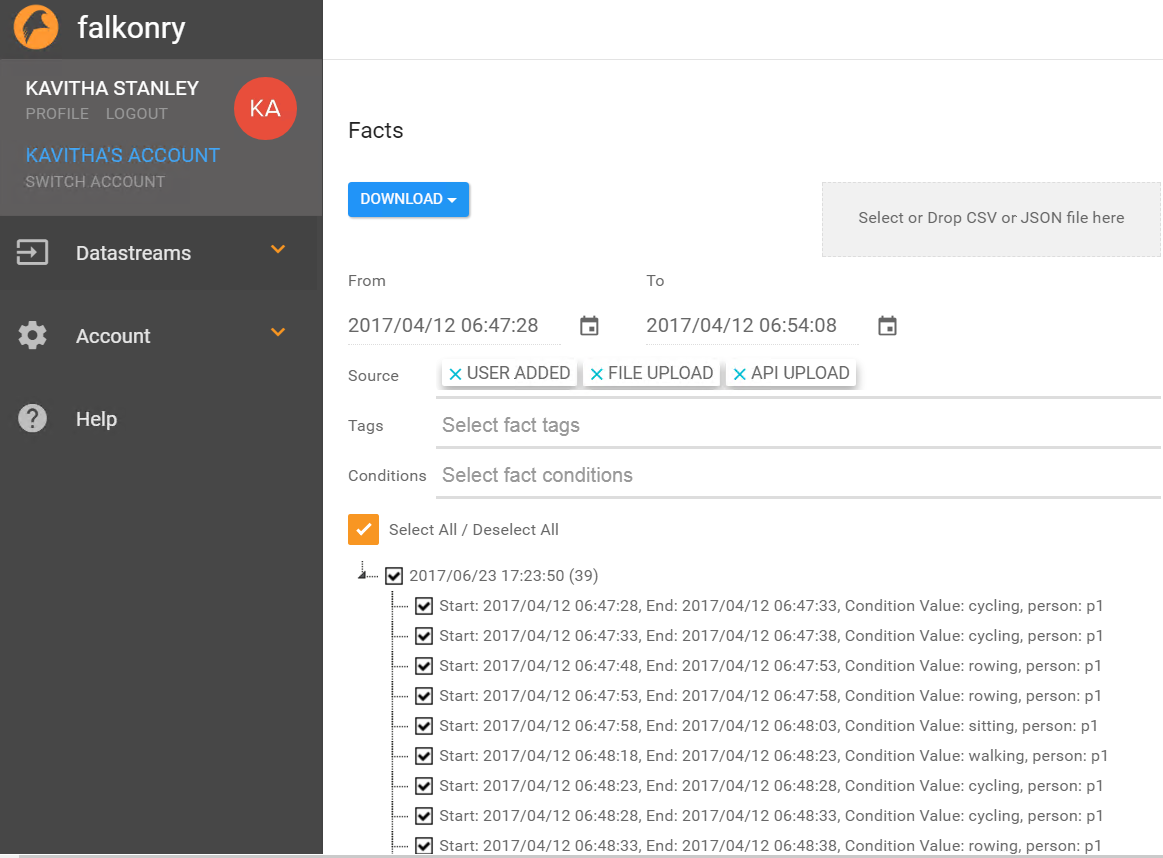 falkonry
KAVITHA STANLEY
PROFILE LOGOUT
KA
KAVITHA'S ACCOUNT
SWITCH ACCOUNT
Datastreams
Account
Help
Facts
DOWNLOAD
Select or Drop CSV or JSON file here
From
To
2017/04/12 06:47:28
2017/04/12 06:54:08
Source
USER ADDED
FILE UPLOAD
API UPLOAD
Tags
Select fact tags
Conditions
Select fact conditions
Select All / Deselect All
2017/06/23 17:23:50 (39)
Start: 2017/04/12 06:47:28, End: 2017/04/12 06:47:33, Condition Value: cycling, person: p1
Start: 2017/04/12 06:47:33, End: 2017/04/12 06:47:38, Condition Value: cycling, person: p1
Start: 2017/04/12 06:47:48, End: 2017/04/12 06:47:53, Condition Value: rowing, person: p1
Start: 2017/04/12 06:47:53, End: 2017/04/12 06:47:58, Condition Value: rowing, person: p1
Start: 2017/04/12 06:47:58, End: 2017/04/12 06:48:03, Condition Value: sitting, person: p1
Start: 2017/04/12 06:48:18, End: 2017/04/12 06:48:23, Condition Value: walking, person: p1
Start: 2017/04/12 06:48:23, End: 2017/04/12 06:48:28, Condition Value: cycling, person: p1
Start: 2017/04/12 06:48:28, End: 2017/04/12 06:48:33, Condition Value: cycling, person: p1
Start: 2017/04/12 06:48:33, End: 2017/04/12 06:48:38, Condition Value: rowing, person: p1